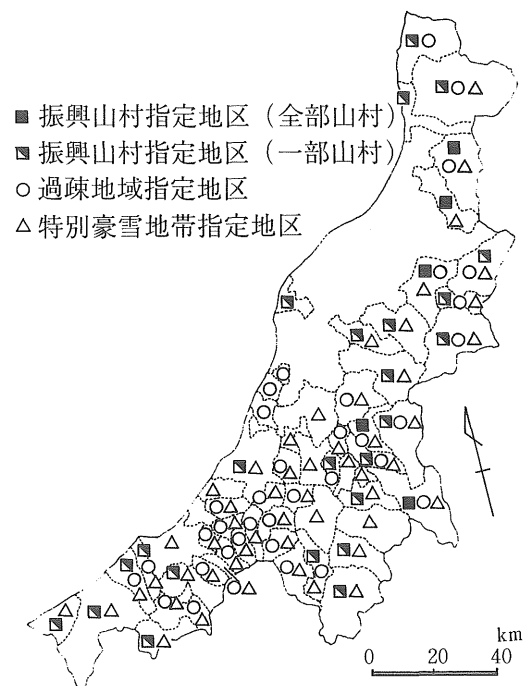 ■ 振興山村指定地区（全部山村）
◪ 振興山村指定地区（一部山村）
○ 過疎地域指定地区
△ 特別豪雪地帯指定地区
km
0 20 40